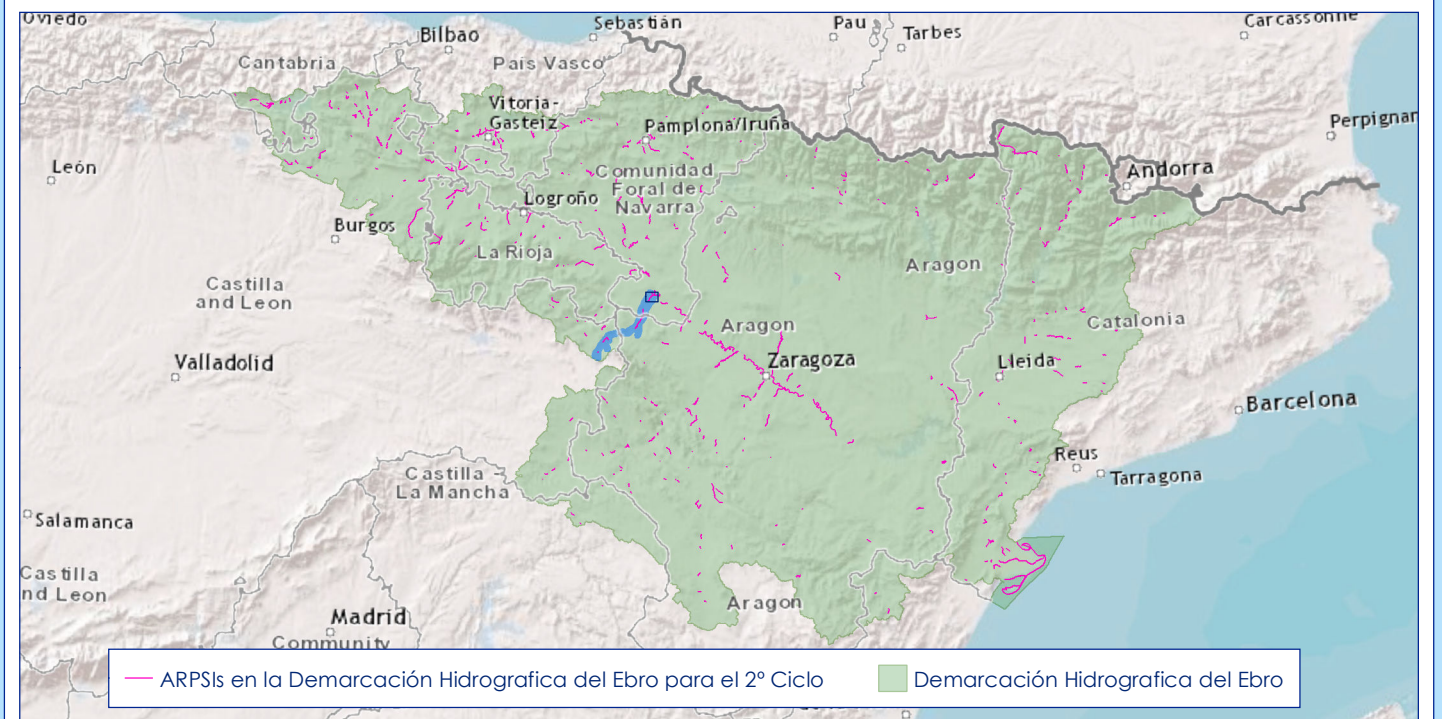 Oviedo
Sebastián
Pau
Tarbes
Carcassonne
Bilbao
Cantabria
País Vasco
Vitoria-
Gasteiz
Pamplona/Iruña
Perpignan
León
Comunidad
Foral de
Navarra
Andorra
Logroño
Burgos
La Rioja
Aragon
Castilla
and Leon
Aragon
Catalonia
Valladolid
Zaragoza
Lleida
Barcelona
Reus
Castilla -
La Mancha
Tarragona
Salamanca
Castilla
nd Leon
Aragon
Madrid
Community
ARPSIs en la Demarcación Hidrografica del Ebro para el 2º Ciclo
Demarcación Hidrografica del Ebro